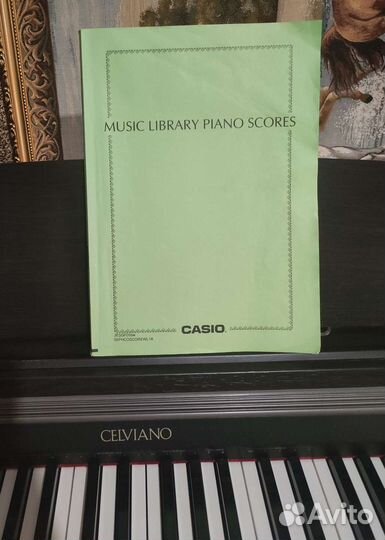 MUSIC LIBRARY PIANO SCORES
CASIO
CELVIANO
Avito